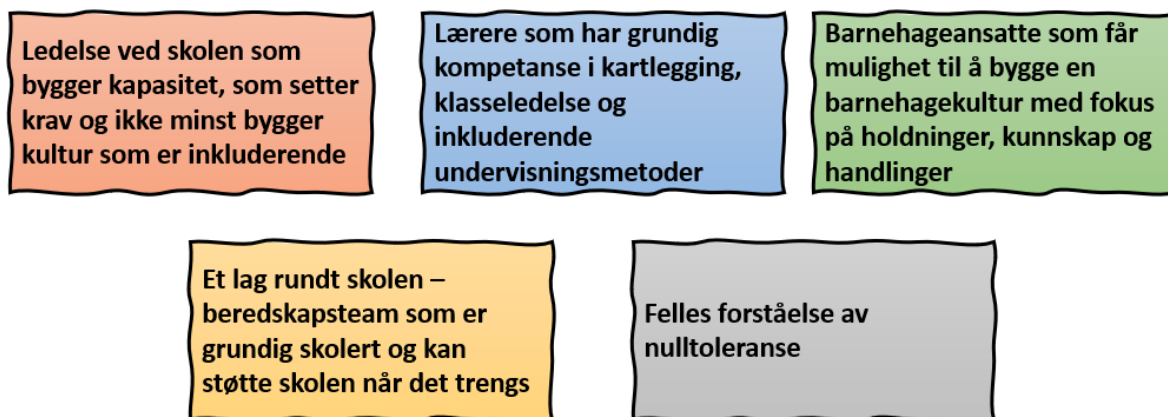 Ledelse ved skolen som
bygger kapasitet, som setter
krav og ikke minst bygger
kultur som er inkluderende
Lærere som har grundig
kompetanse i kartlegging,
klasseledelse og
inkluderende
undervisningsmetoder
Barnehageansatte som får
mulighet til å bygge en
barnehagekultur med fokus
på holdninger, kunnskap og
handlinger
Et lag rundt skolen –
beredskapsteam som er
grundig skolert og kan
støtte skolen når det trengs
Felles forståelse av
nulltoleranse